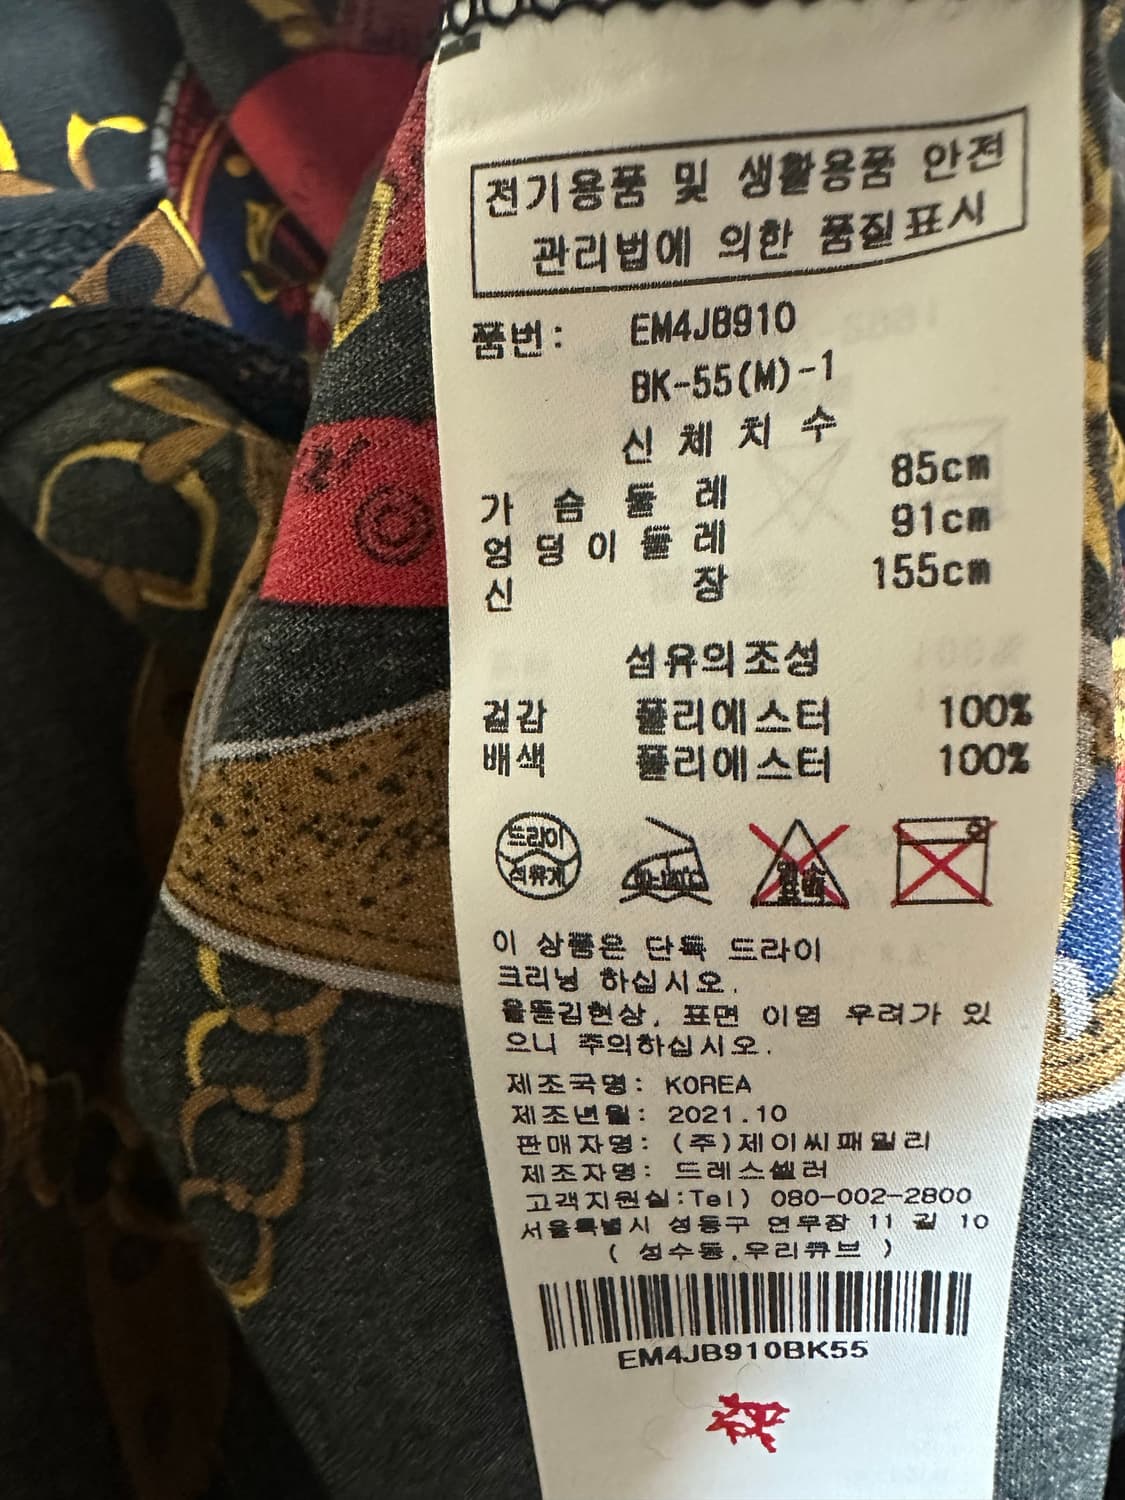 전기용품 및 생활용품 안전
관리법에 의한 품질표시
품번: EM4JB910
BK-55(M)-1
신체치수
가슴둘레 85cm
엉덩이둘레 91cm
신장 155cm
섬유의조성
겉감 폴리에스터 100%
배색 폴리에스터 100%
드라이
석유계
염소
표백
이 상품은 단독 드라이
크리닝 하십시오.
올뜯김현상, 표면 이염 우려가 있
으니 주의하십시오.
제조국명: KOREA
제조년월: 2021.10
판매자명: (주)제이씨패밀리
제조자명: 드레스셀러
고객지원실:Tel) 080-002-2800
서울특별시 성동구 연무장 11 길 10
( 성수동,우리큐브 )
EM4JB910BK55